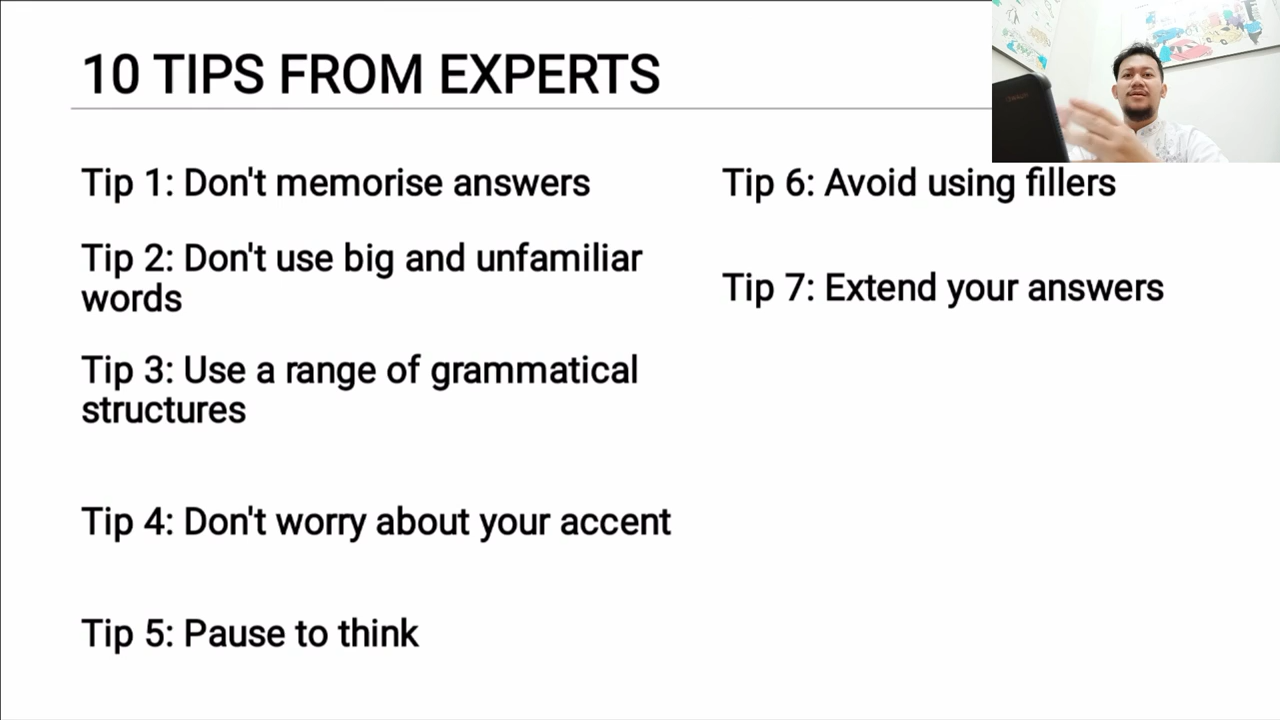 10 TIPS FROM EXPERTS
Tip 1: Don't memorise answers
Tip 2: Don't use big and unfamiliar
words
Tip 3: Use a range of grammatical
structures
Tip 4: Don't worry about your accent
Tip 5: Pause to think
Tip 6: Avoid using fillers
Tip 7: Extend your answers